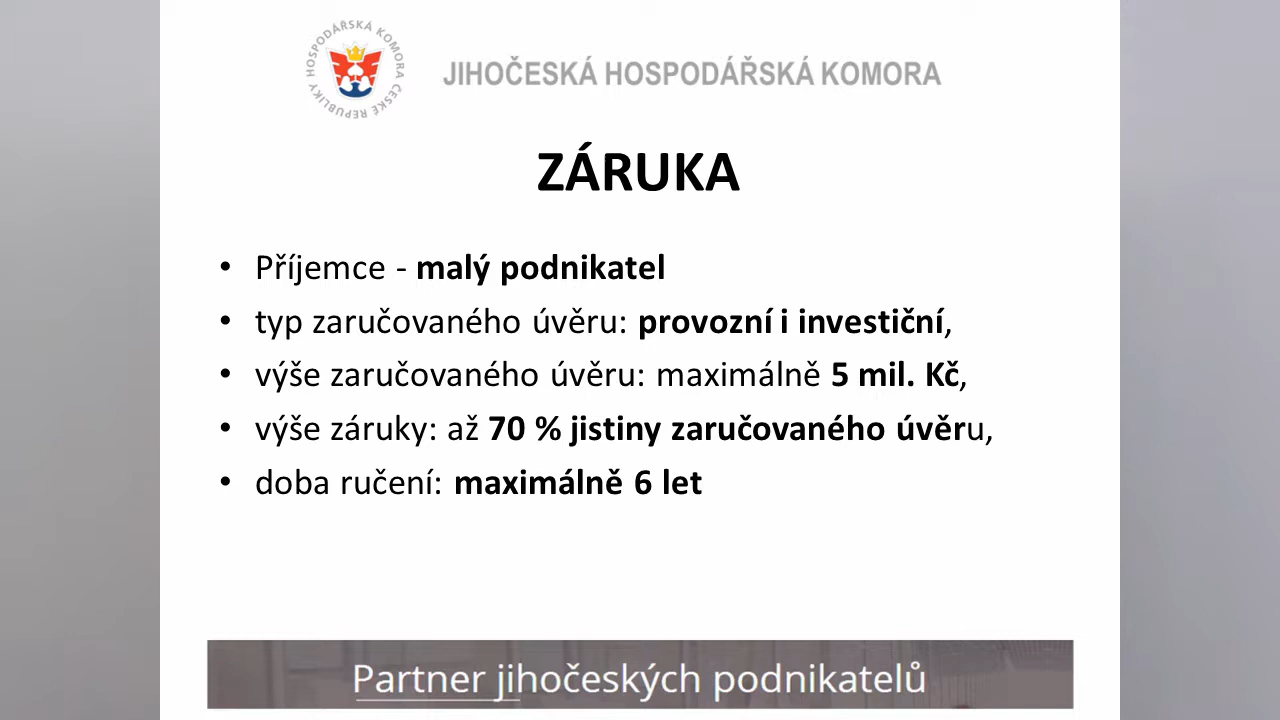 HOSPODÁŘSKÁ KOMORA ČESKÉ REPUBLIKY
JIHOČESKÁ HOSPODÁŘSKÁ KOMORA
ZÁRUKA
• Příjemce - malý podnikatel
• typ zaručovaného úvěru: provozní i investiční,
• výše zaručovaného úvěru: maximálně 5 mil. Kč,
• výše záruky: až 70 % jistiny zaručovaného úvěru,
• doba ručení: maximálně 6 let
Partner jihočeských podnikatelů